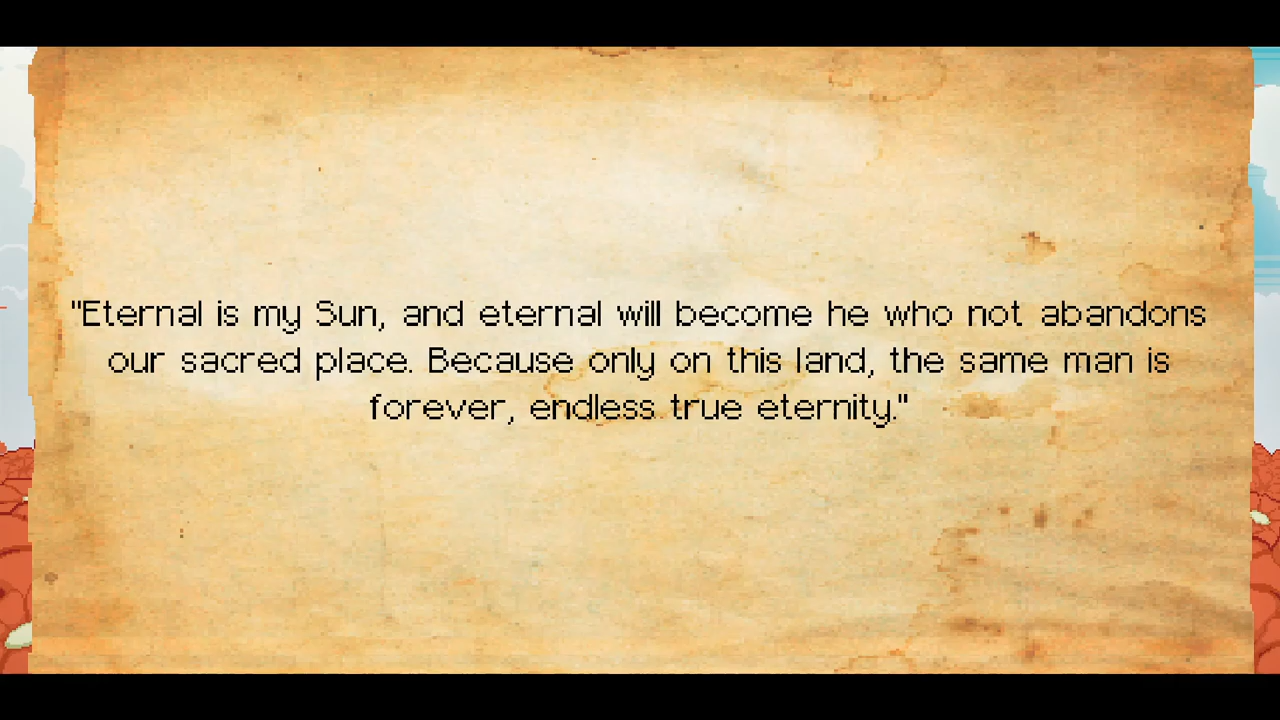 "Eternal is my Sun, and eternal will become he who not abandons
our sacred place. Because only on this land, the same man is
forever, endless true eternity."